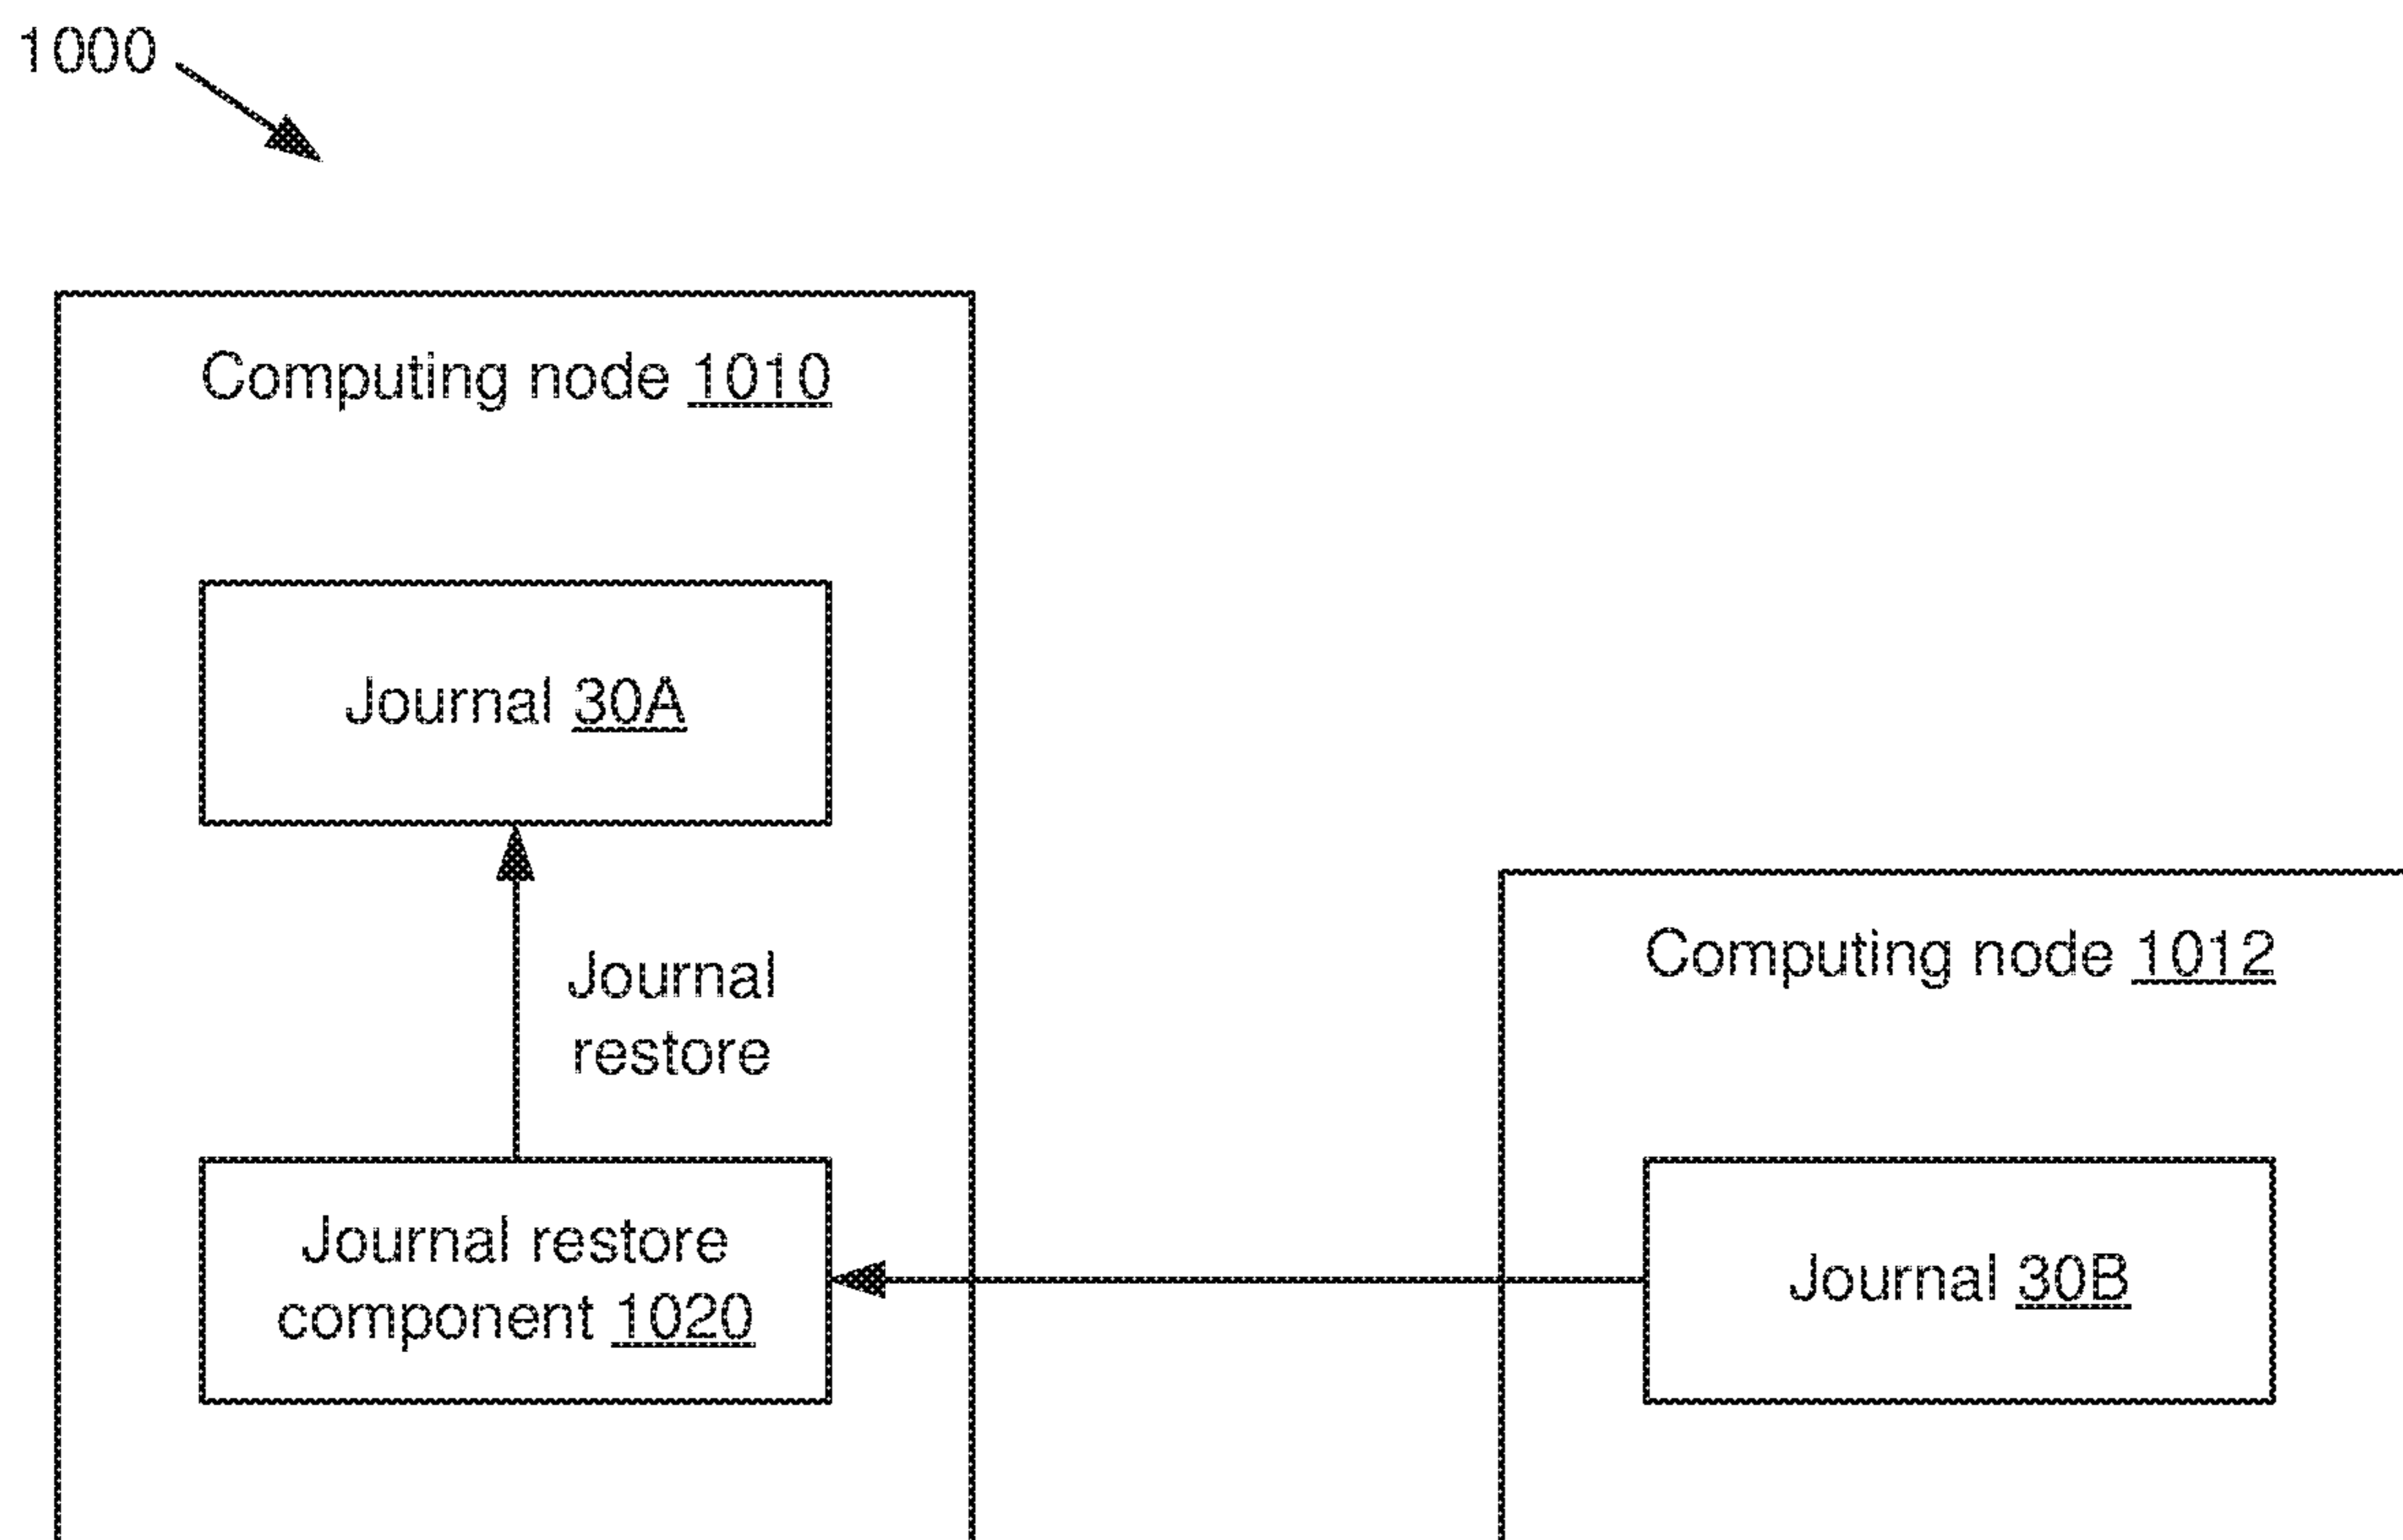 1000
Computing node 1010
Journal 30A
Journal
restore
Computing node 1012
Journal restore
component 1020
Journal 30B